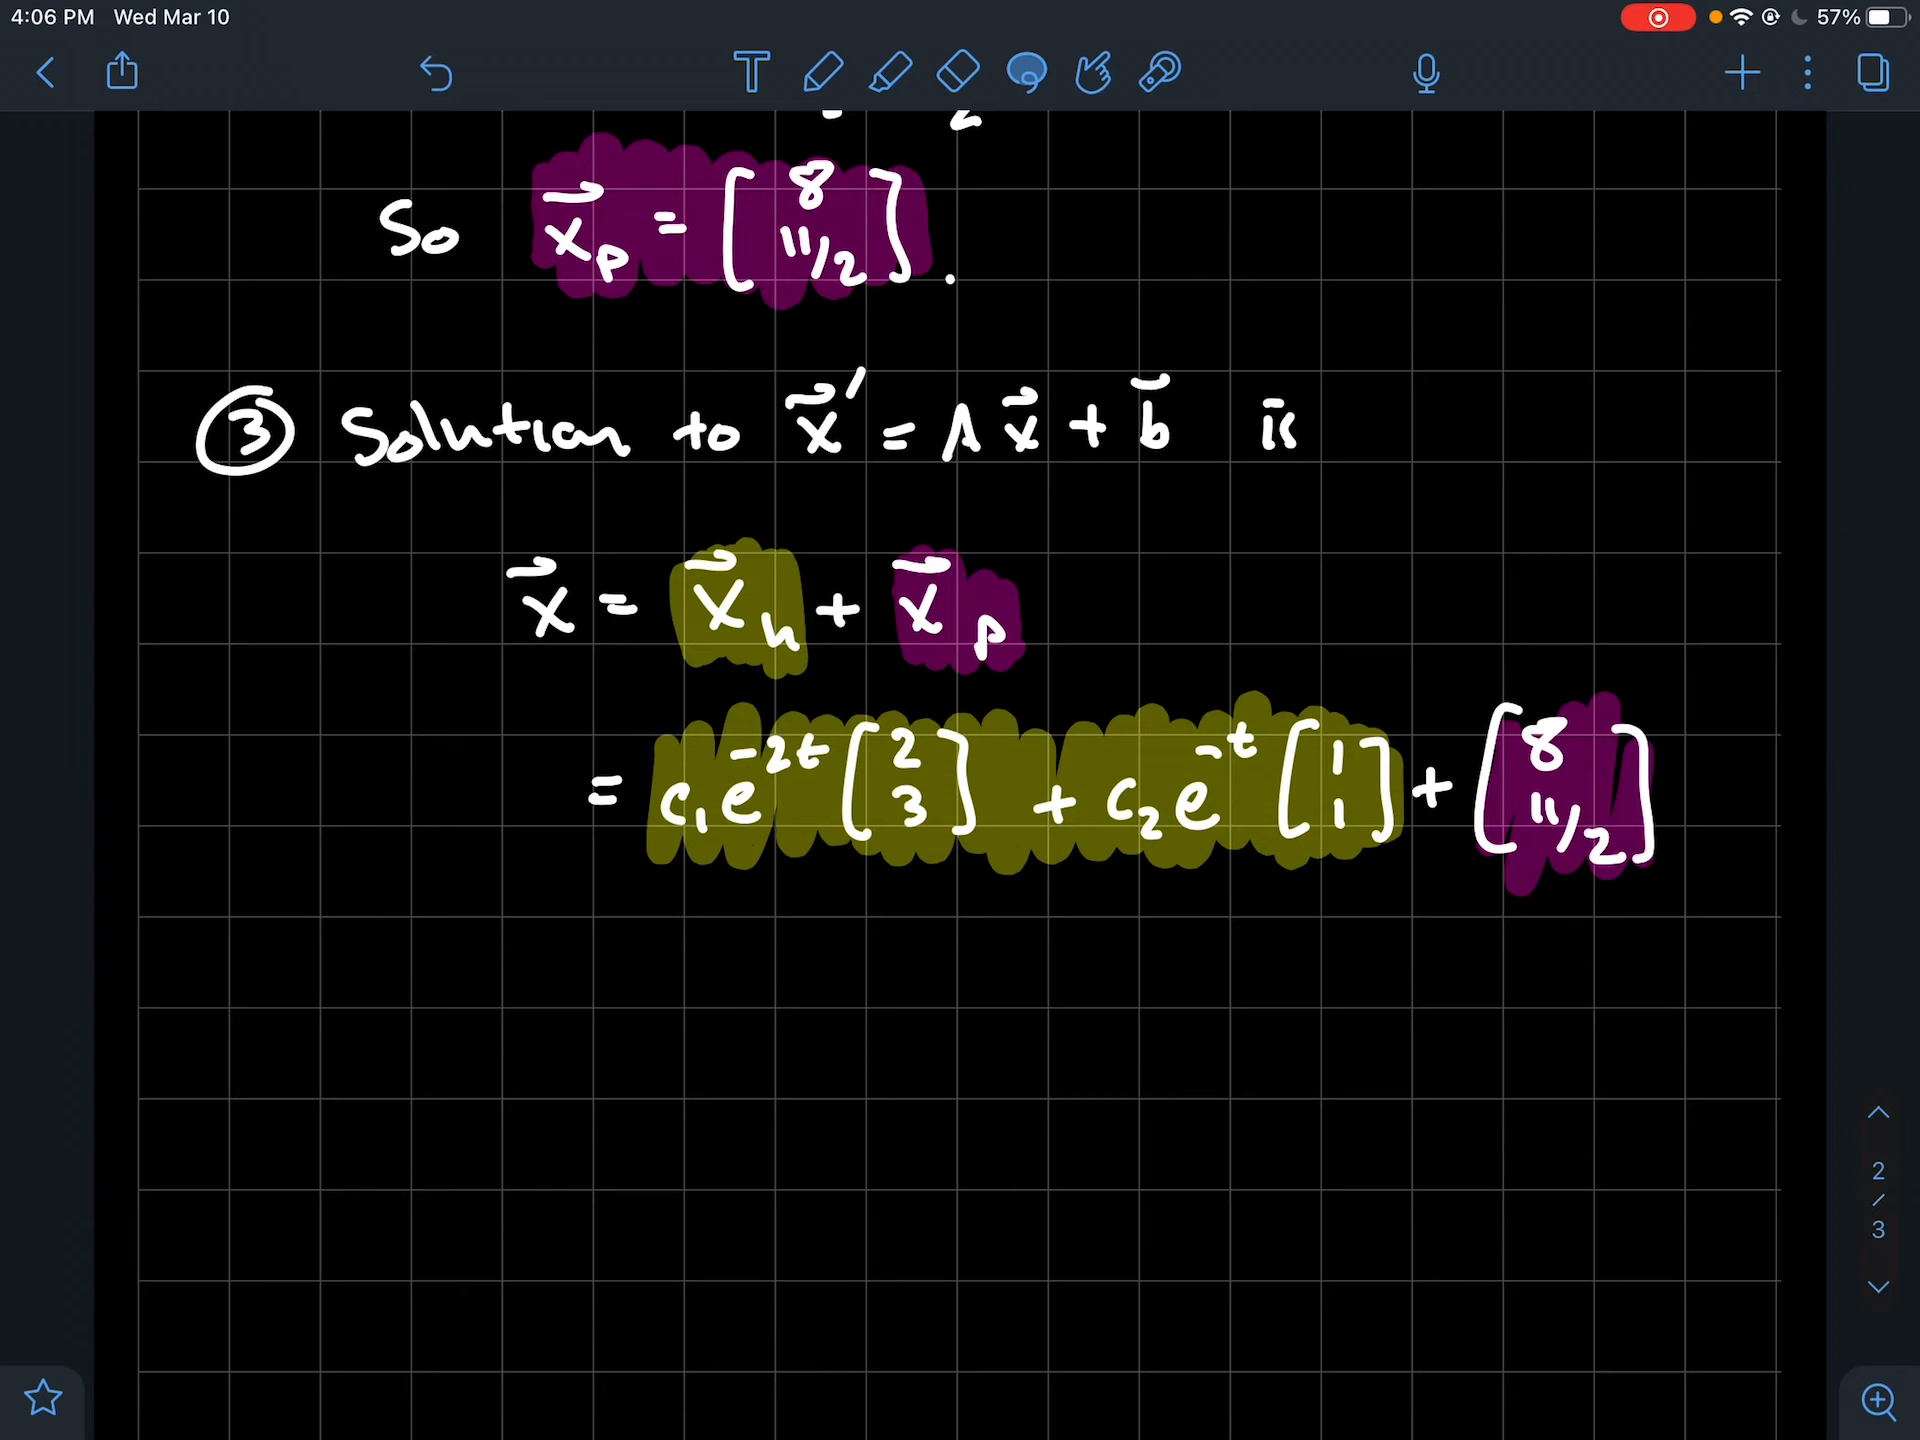 4:06 PM Wed Mar 10 57%
So x⃗ₚ = [8 11/2].
③ Solution to x⃗′ = A x⃗ + b⃗ is
x⃗ = x⃗ₕ + x⃗ₚ
= c₁e^(-2t) [2 3] + c₂e^(-t) [1 1] + [8 11/2]
2 / 3